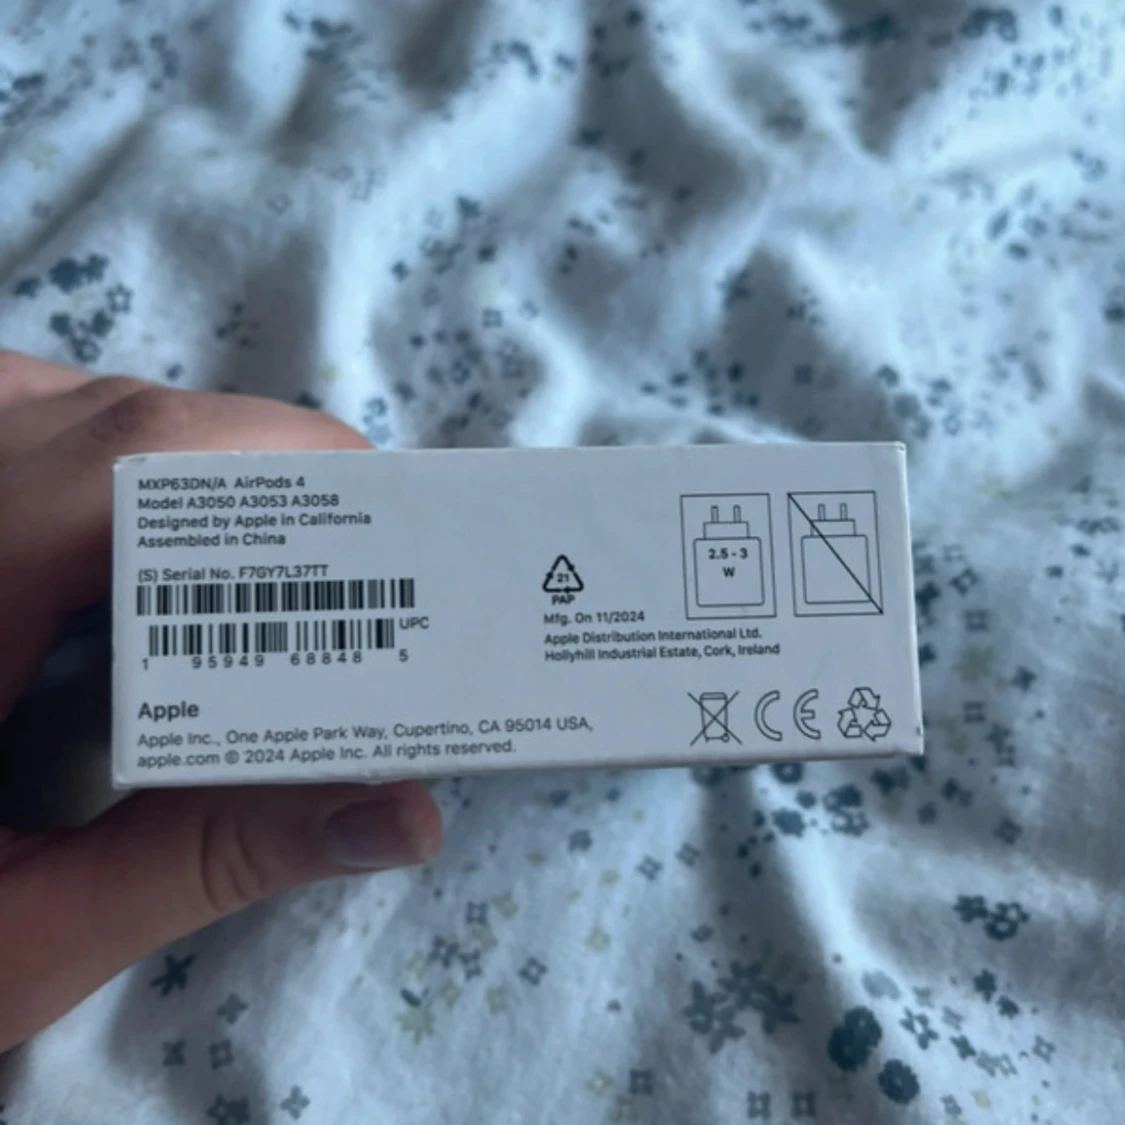 MXP63DN/A AirPods 4
Model A3050 A3053 A3058
Designed by Apple in California
Assembled in China
(S) Serial No. F7GY7L37TT
UPC
1 95949 68848 5
Apple
Apple Inc., One Apple Park Way, Cupertino, CA 95014 USA,
apple.com © 2024 Apple Inc. All rights reserved.
21
PAP
Mfg. On 11/2024
Apple Distribution International Ltd.
Hollyhill Industrial Estate, Cork, Ireland
2.5 - 3
W
CE